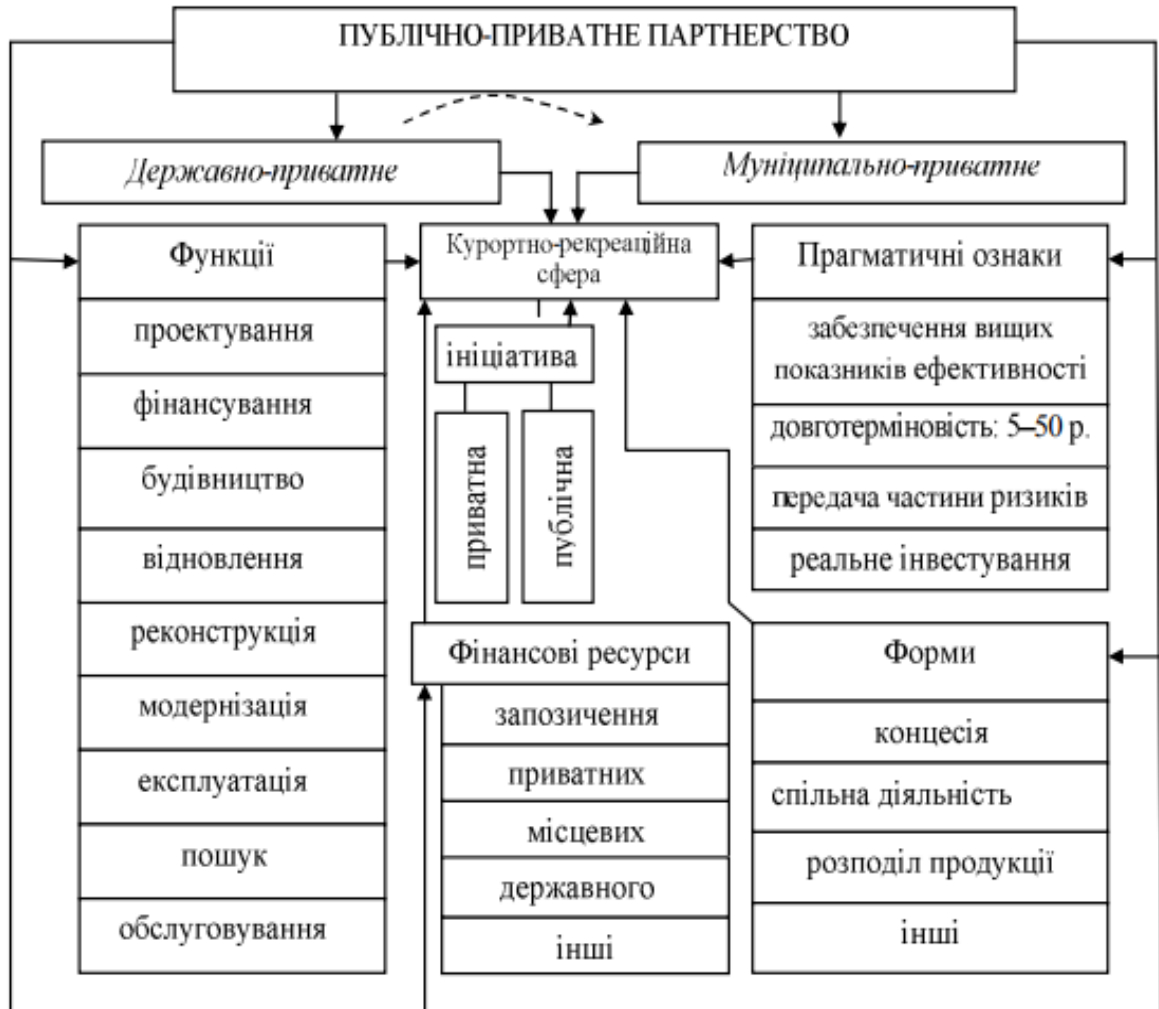 ПУБЛІЧНО-ПРИВАТНЕ ПАРТНЕРСТВО
Державно-приватне
Муніципально-приватне
Функції
проектування
фінансування
будівництво
відновлення
реконструкція
модернізація
експлуатація
пошук
обслуговування
Курортно-рекреаційна
сфера
ініціатива
приватна
публічна
Фінансові ресурси
запозичення
приватних
місцевих
державного
інші
Прагматичні ознаки
забезпечення вищих
показників ефективності
довготерміновість: 5–50 р.
передача частини ризиків
реальне інвестування
Форми
концесія
спільна діяльність
розподіл продукції
інші